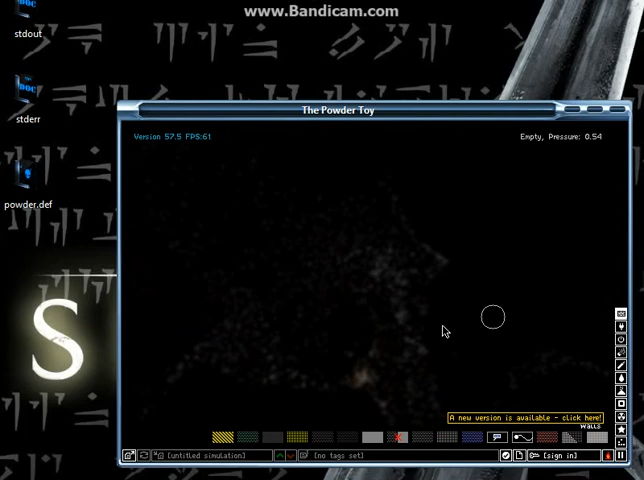 www.Bandicam.com
stdout
stderr
The Powder Toy
Version 57.5 FPS:61
Empty, Pressure: 0.54
powder.def
S
A new version is available - click here!
Walls
[untitled simulation]
[no tags set]
[sign in]